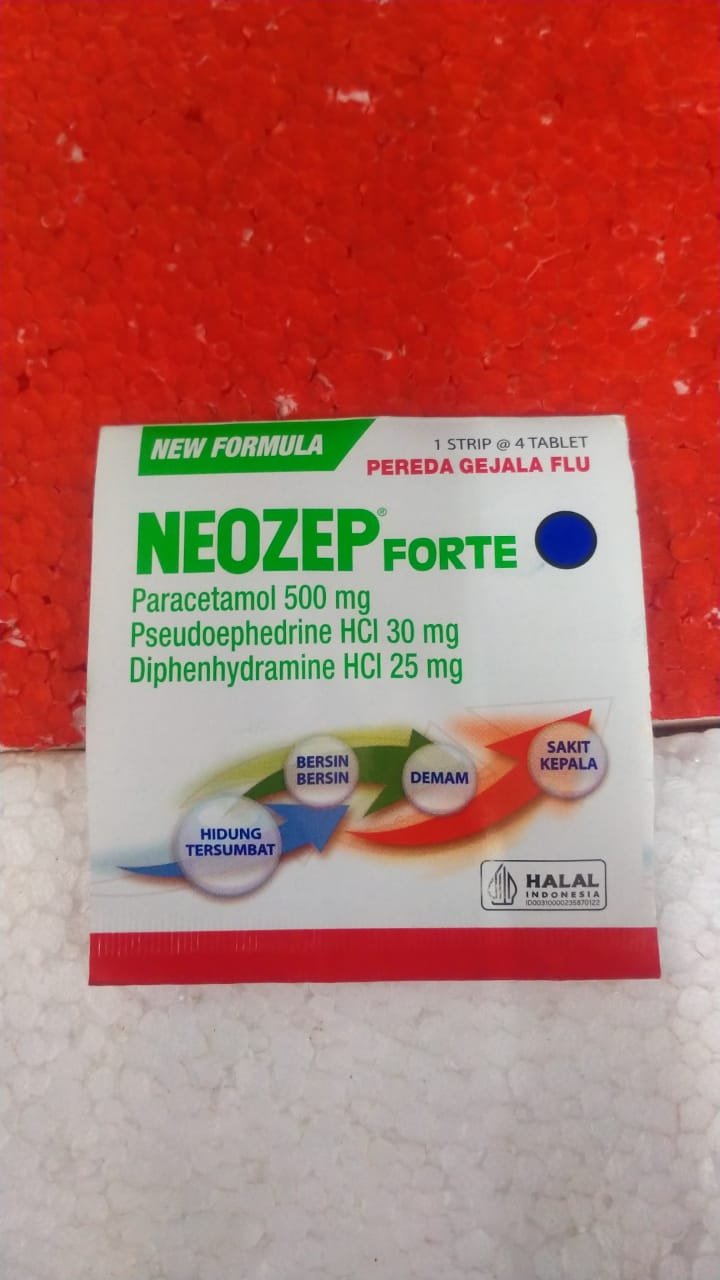 NEW FORMULA
1 STRIP @ 4 TABLET
PEREDA GEJALA FLU
NEOZEP® FORTE
Paracetamol 500 mg
Pseudoephedrine HCl 30 mg
Diphenhydramine HCl 25 mg
HIDUNG
TERSUMBAT
BERSIN
BERSIN
DEMAM
SAKIT
KEPALA
HALAL
INDONESIA
ID00310000235870122